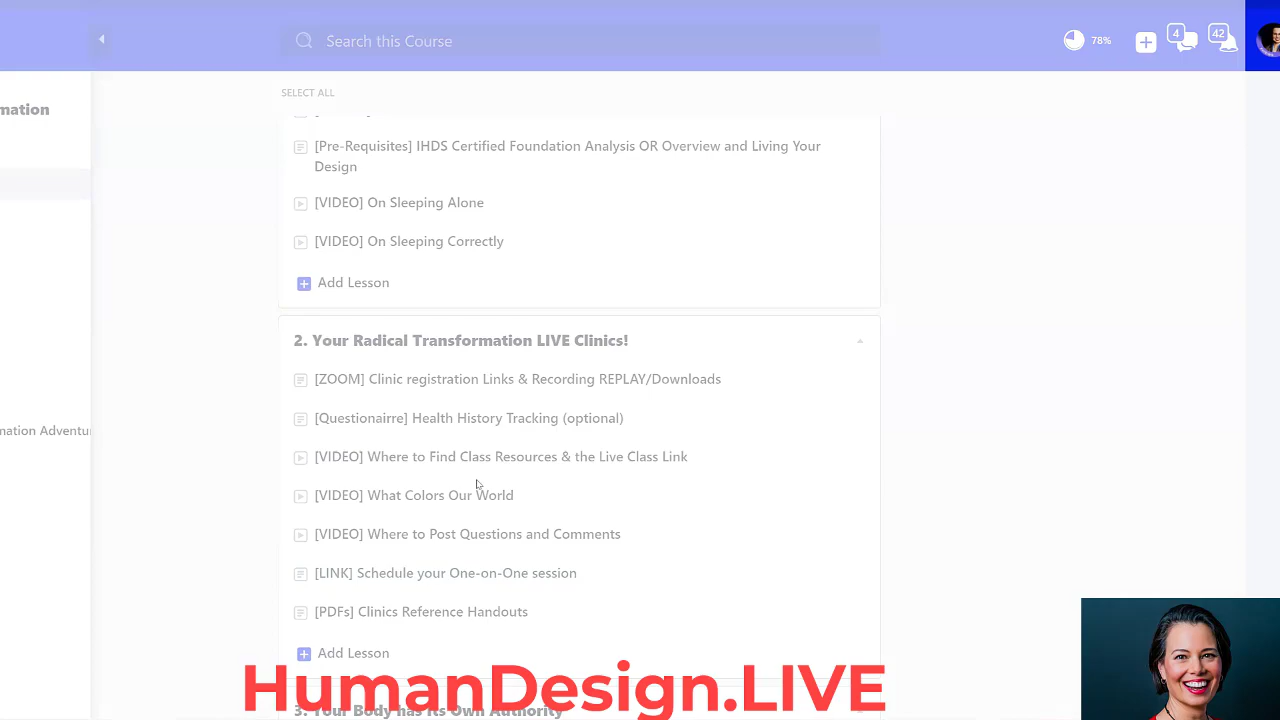 Search this Course
78%
4
42
mation
SELECT ALL
[Pre-Requisites] IHDS Certified Foundation Analysis OR Overview and Living Your
Design
[VIDEO] On Sleeping Alone
[VIDEO] On Sleeping Correctly
Add Lesson
2. Your Radical Transformation LIVE Clinics!
[ZOOM] Clinic registration Links & Recording REPLAY/Downloads
[Questionairre] Health History Tracking (optional)
mation Adventu
[VIDEO] Where to Find Class Resources & the Live Class Link
[VIDEO] What Colors Our World
[VIDEO] Where to Post Questions and Comments
[LINK] Schedule your One-on-One session
[PDFs] Clinics Reference Handouts
Add Lesson
HumanDesign.LIVE
3. Your Body has Its Own Authority